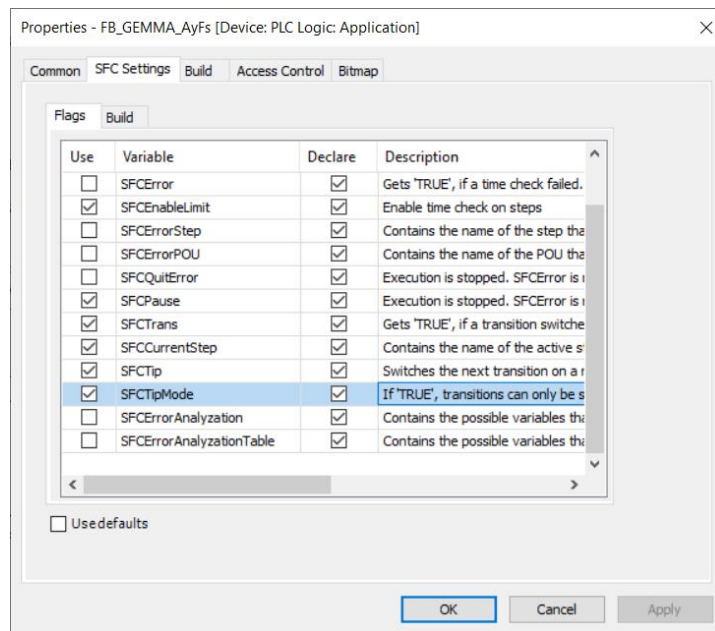 Properties - FB_GEMMA_AyFs [Device: PLC Logic: Application]
Common SFC Settings Build Access Control Bitmap
Flags Build
Use Variable Declare Description
SFCError Gets 'TRUE', if a time check failed.
SFCEnableLimit Enable time check on steps
SFCErrorStep Contains the name of the step tha
SFCErrorPOU Contains the name of the POU tha
SFCQuitError Execution is stopped. SFCError is r
SFCPause Execution is stopped. SFCError is r
SFCTrans Gets 'TRUE', if a transition switche
SFCCurrentStep Contains the name of the active s
SFCTip Switches the next transition on a r
SFCTipMode If 'TRUE', transitions can only be s
SFCErrorAnalyzation Contains the possible variables tha
SFCErrorAnalyzationTable Contains the possible variables tha
Use defaults
OK Cancel Apply